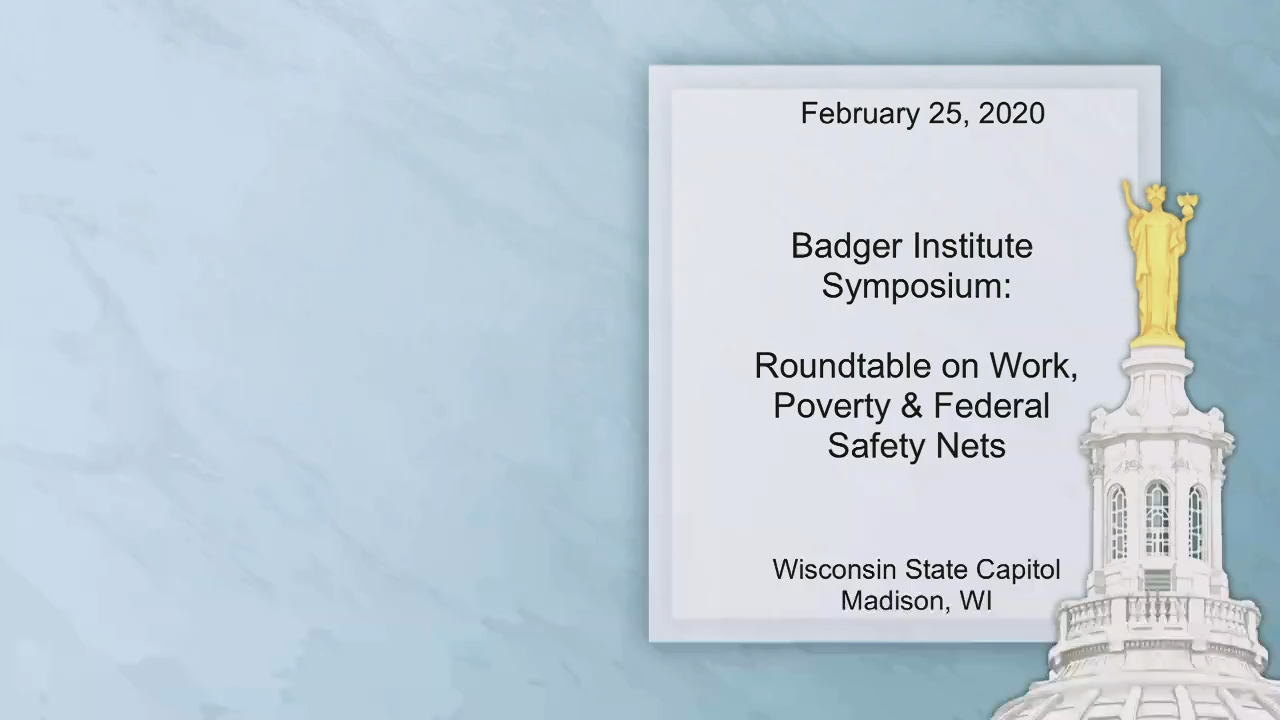 February 25, 2020
Badger Institute
Symposium:
Roundtable on Work,
Poverty & Federal
Safety Nets
Wisconsin State Capitol
Madison, WI